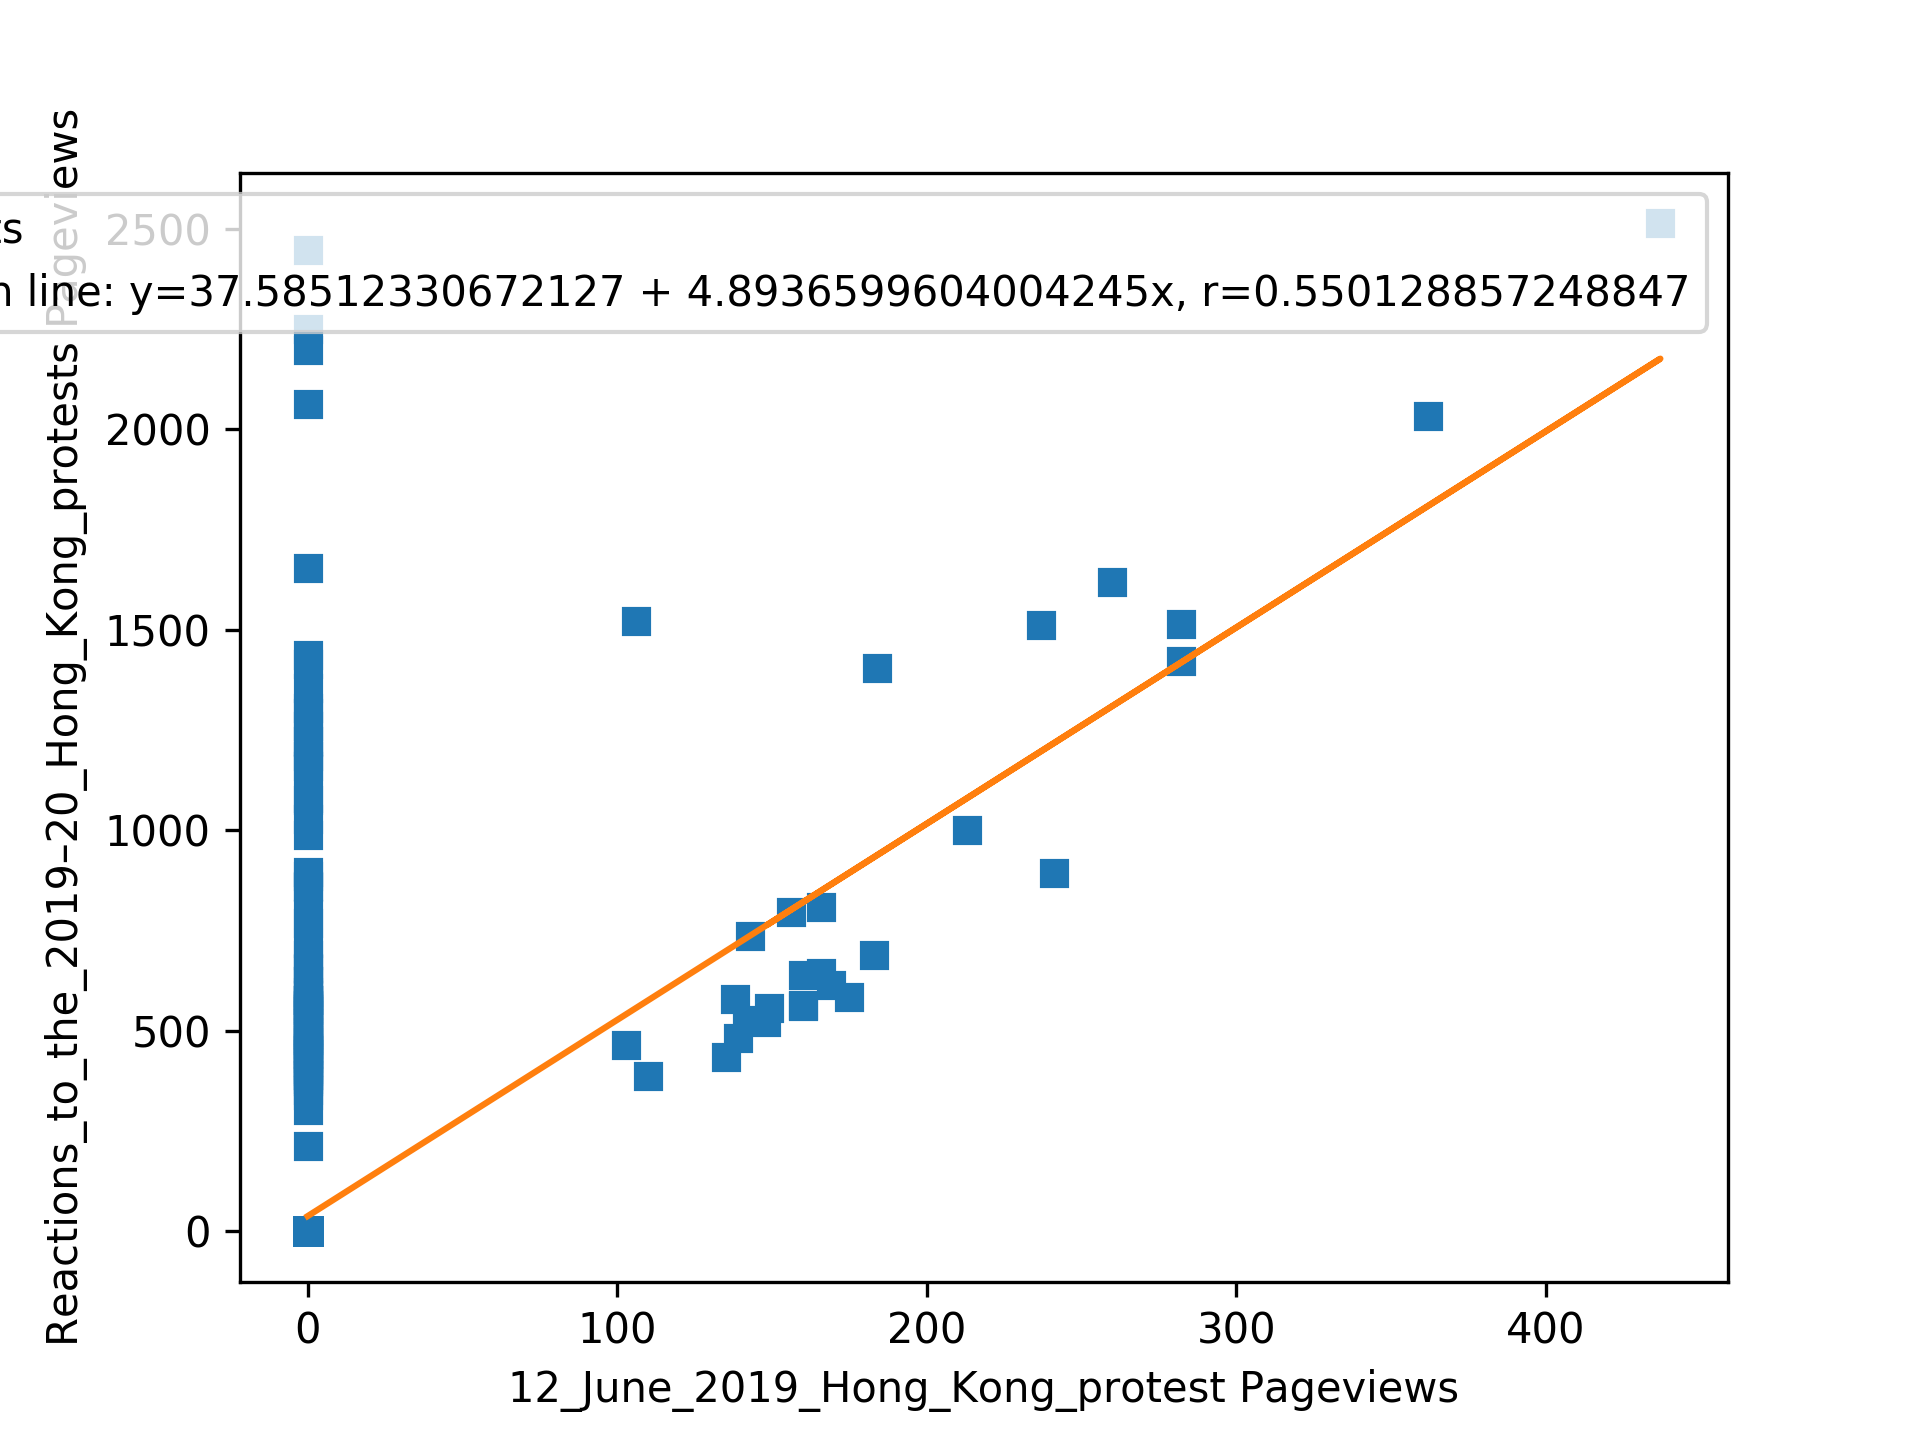 Reactions_to_the_2019–20_Hong_Kong_protests Pageviews
2500
2000
1500
1000
500
0
line: y=37.58512330672127 + 4.8936599604004245x, r=0.550128857248847
0 100 200 300 400
12_June_2019_Hong_Kong_protest Pageviews